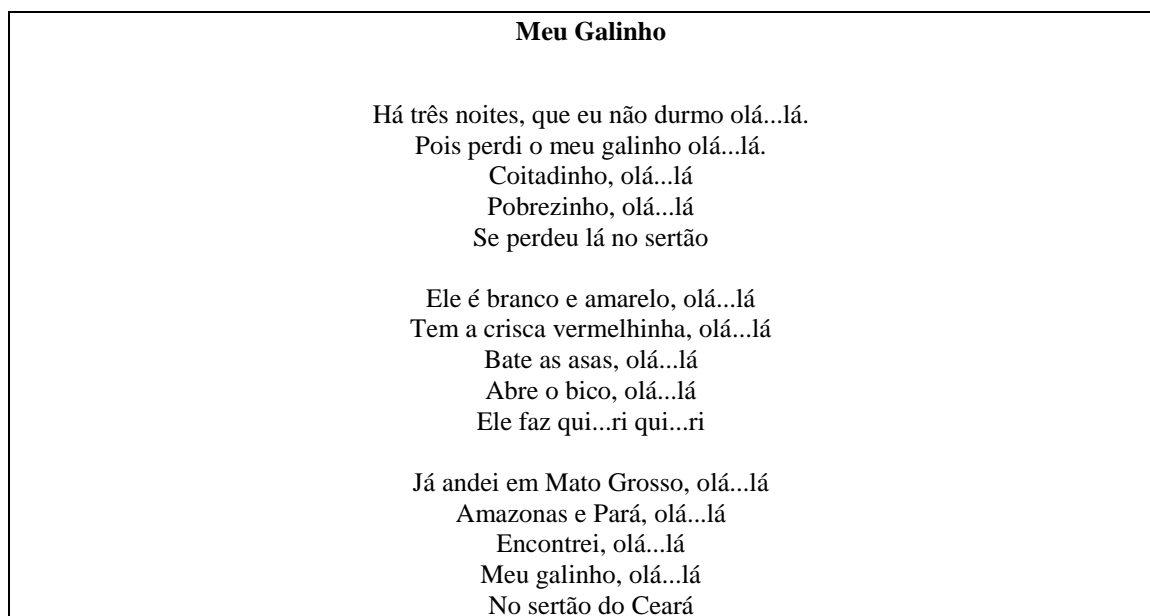 Meu Galinho
Há três noites, que eu não durmo olá...lá.
Pois perdi o meu galinho olá...lá.
Coitadinho, olá...lá
Pobrezinho, olá...lá
Se perdeu lá no sertão
Ele é branco e amarelo, olá...lá
Tem a crisca vermelhinha, olá...lá
Bate as asas, olá...lá
Abre o bico, olá...lá
Ele faz qui...ri qui...ri
Já andei em Mato Grosso, olá...lá
Amazonas e Pará, olá...lá
Encontrei, olá...lá
Meu galinho, olá...lá
No sertão do Ceará